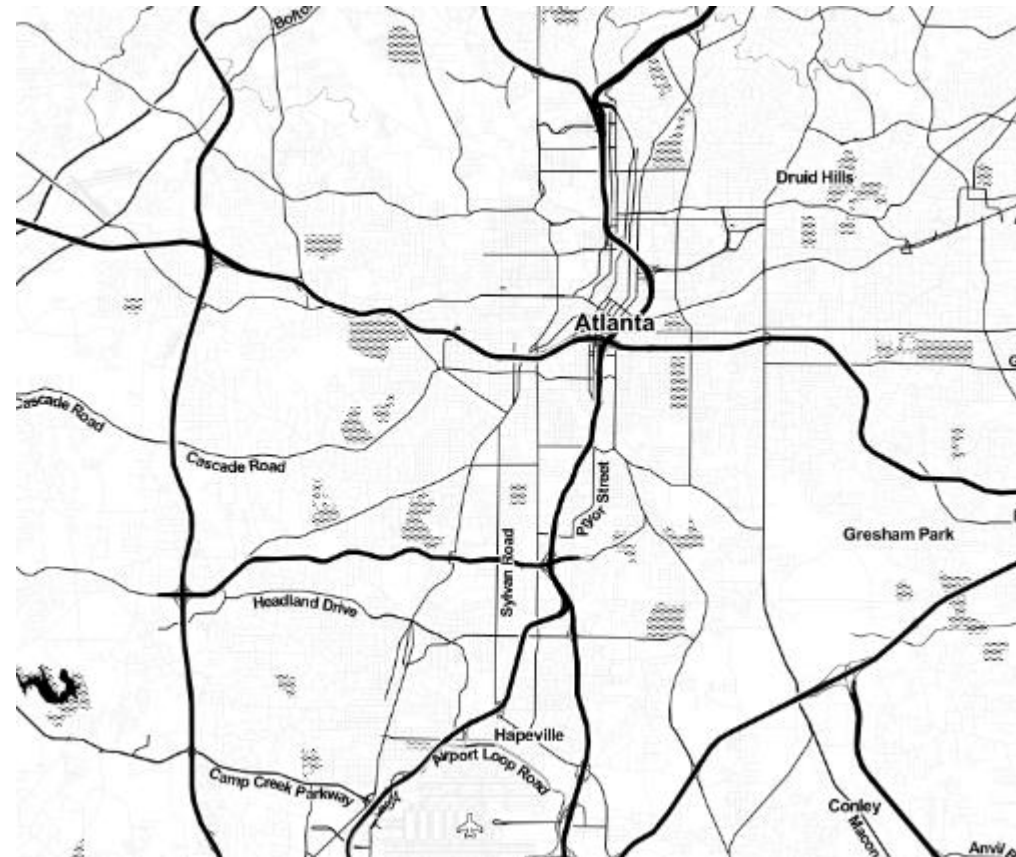 Druid Hills
Atlanta
Cascade Road
Cascade Road
Pryor Street
Gresham Park
Sylvan Road
Headland Drive
Hapeville
Airport Loop Road
Camp Creek Parkway
Conley
Macon
Anvil